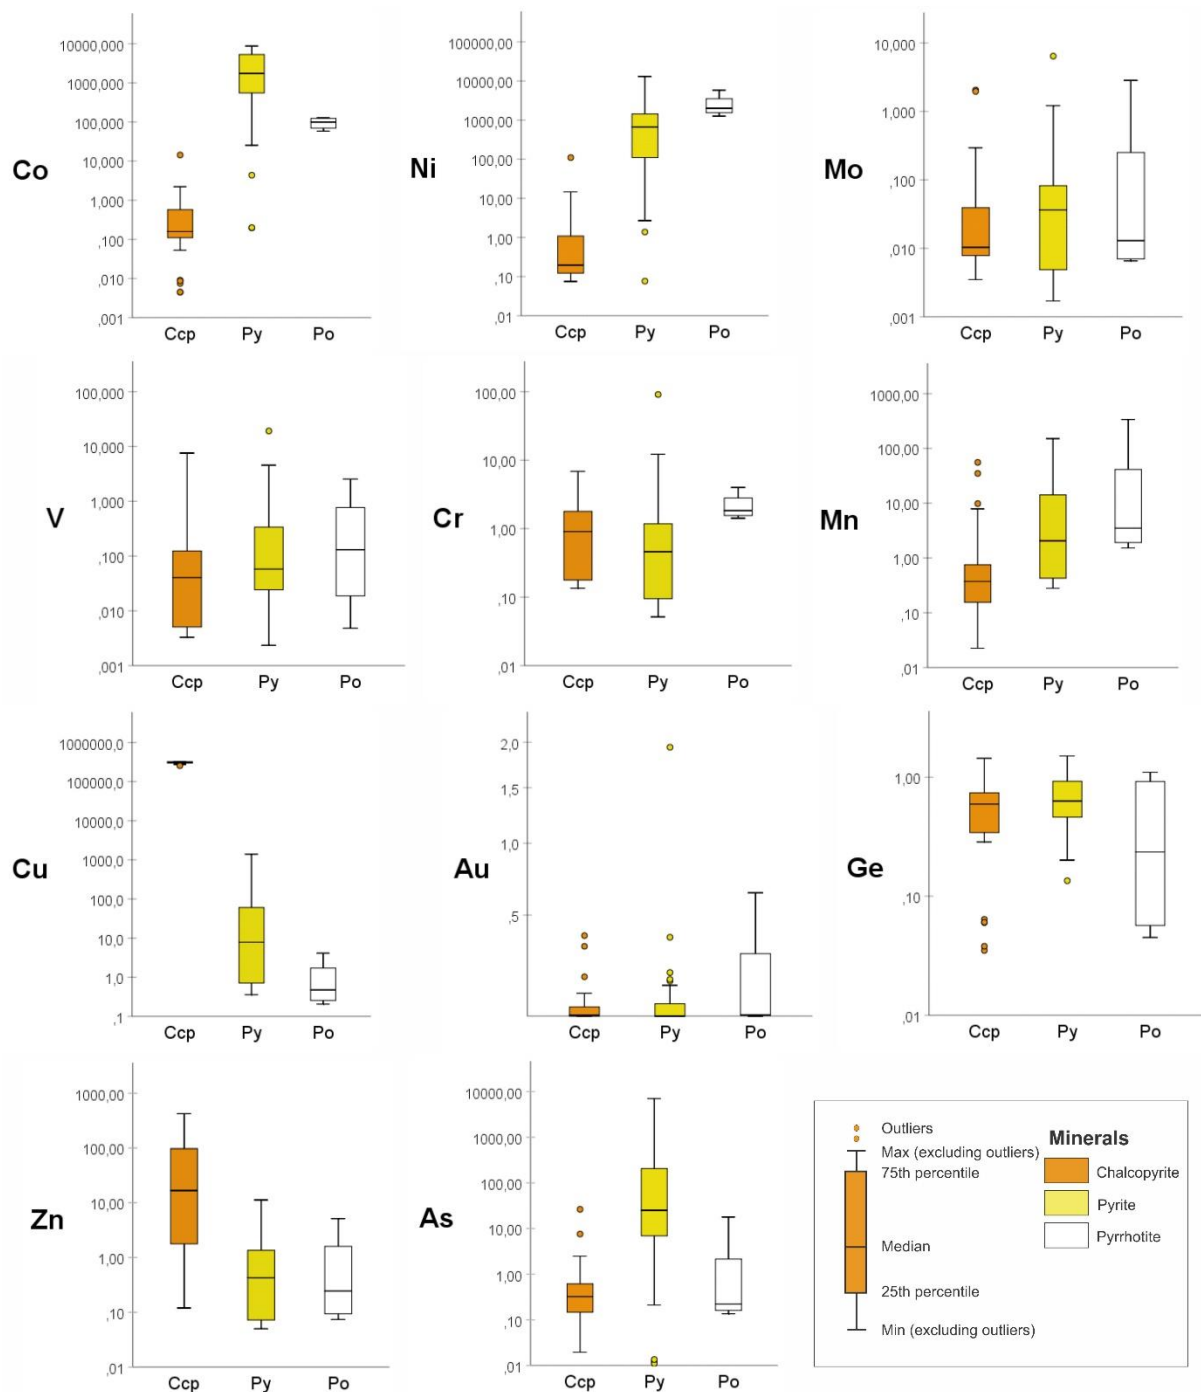 Co
10000,000
1000,000
100,000
10,000
1,000
,100
,010
,001
Ccp Py Po
Ni
100000,00
10000,00
1000,00
100,00
10,00
1,00
,10
,01
Ccp Py Po
Mo
10,000
1,000
,100
,010
,001
Ccp Py Po
V
100,000
10,000
1,000
,100
,010
,001
Ccp Py Po
Cr
100,00
10,00
1,00
,10
,01
Ccp Py Po
Mn
1000,00
100,00
10,00
1,00
,10
,01
Ccp Py Po
Cu
1000000,0
100000,0
10000,0
1000,0
100,0
10,0
1,0
,1
Ccp Py Po
Au
2,0
1,5
1,0
,5
Ccp Py Po
Ge
1,00
,10
,01
Ccp Py Po
Zn
1000,00
100,00
10,00
1,00
,10
,01
Ccp Py Po
As
10000,00
1000,00
100,00
10,00
1,00
,10
,01
Ccp Py Po
Outliers
Max (excluding outliers)
75th percentile
Median
25th percentile
Min (excluding outliers)
Minerals
Chalcopyrite
Pyrite
Pyrrhotite